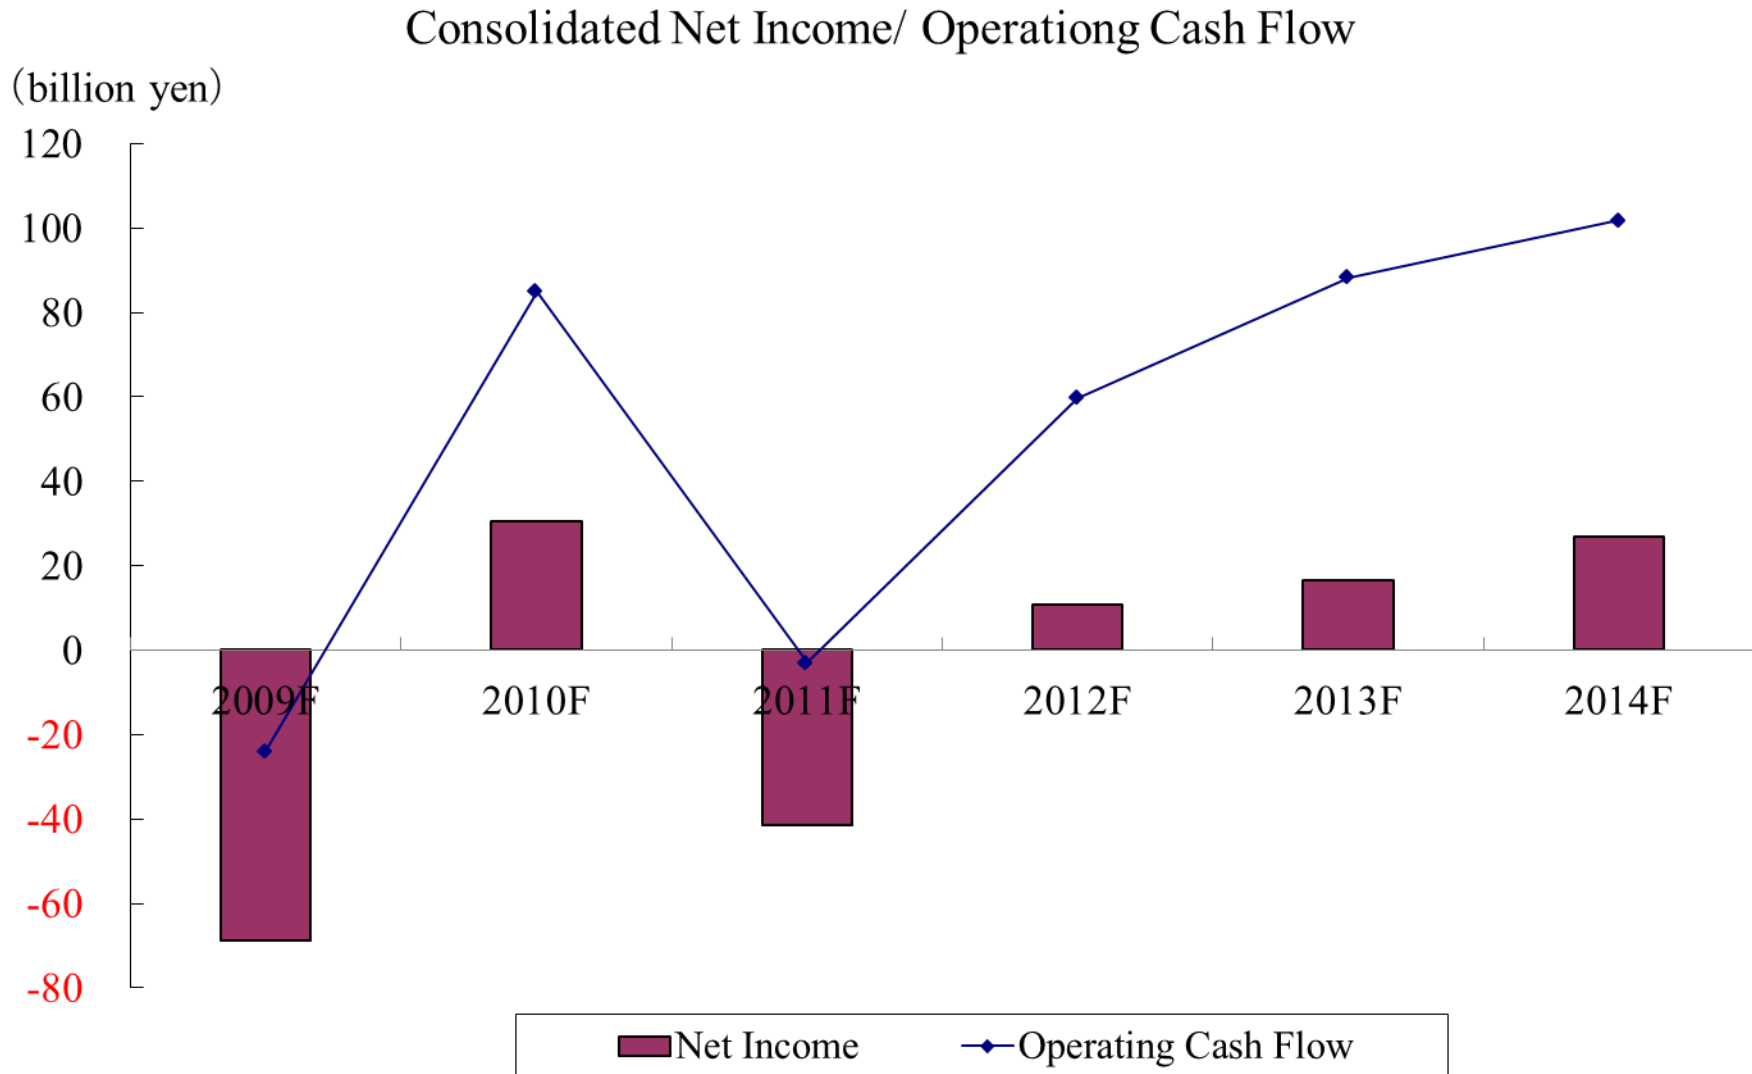 Consolidated Net Income/ Operationg Cash Flow
(billion yen)
120
100
80
60
40
20
0
2009F 2010F 2011F 2012F 2013F 2014F
-20
-40
-60
-80
Net Income Operating Cash Flow